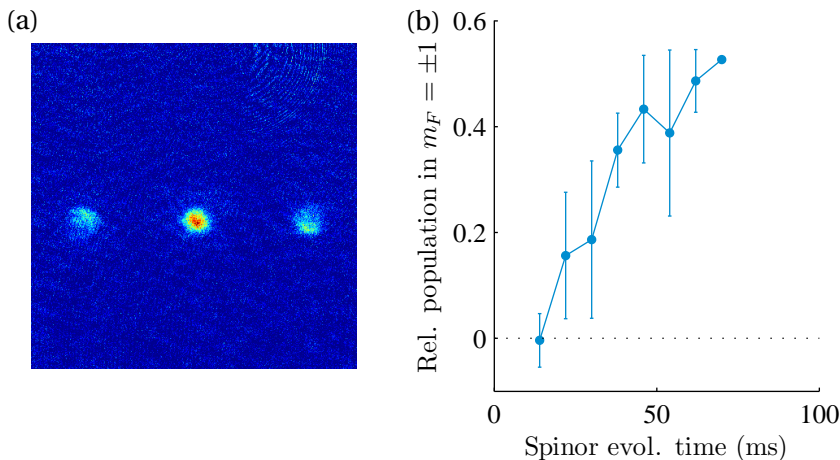 (a)
(b)
Rel. population in m_F = ±1
0.6
0.4
0.2
0
0
50
100
Spinor evol. time (ms)